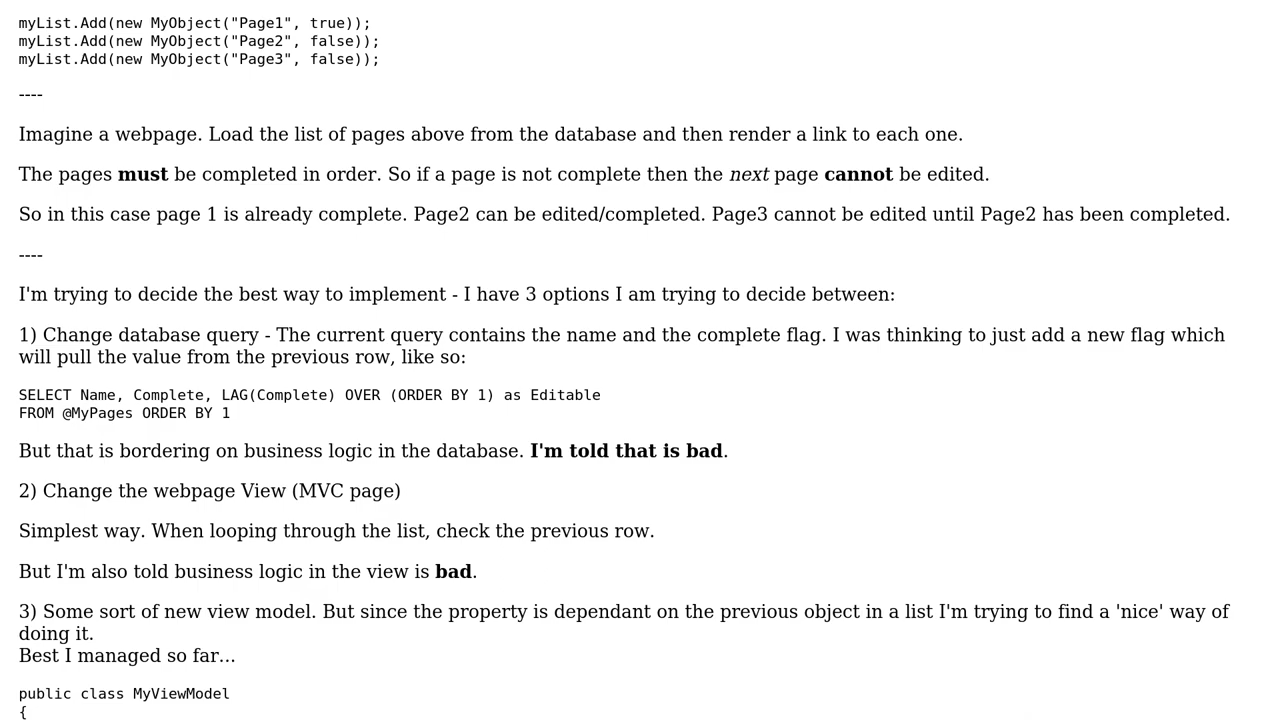 myList.Add(new MyObject("Page1", true));
myList.Add(new MyObject("Page2", false));
myList.Add(new MyObject("Page3", false));
----
Imagine a webpage. Load the list of pages above from the database and then render a link to each one.
The pages must be completed in order. So if a page is not complete then the next page cannot be edited.
So in this case page 1 is already complete. Page2 can be edited/completed. Page3 cannot be edited until Page2 has been completed.
----
I'm trying to decide the best way to implement - I have 3 options I am trying to decide between:
1) Change database query - The current query contains the name and the complete flag. I was thinking to just add a new flag which
will pull the value from the previous row, like so:
SELECT Name, Complete, LAG(Complete) OVER (ORDER BY 1) as Editable
FROM @MyPages ORDER BY 1
But that is bordering on business logic in the database. I'm told that is bad.
2) Change the webpage View (MVC page)
Simplest way. When looping through the list, check the previous row.
But I'm also told business logic in the view is bad.
3) Some sort of new view model. But since the property is dependant on the previous object in a list I'm trying to find a 'nice' way of
doing it.
Best I managed so far...
public class MyViewModel
{